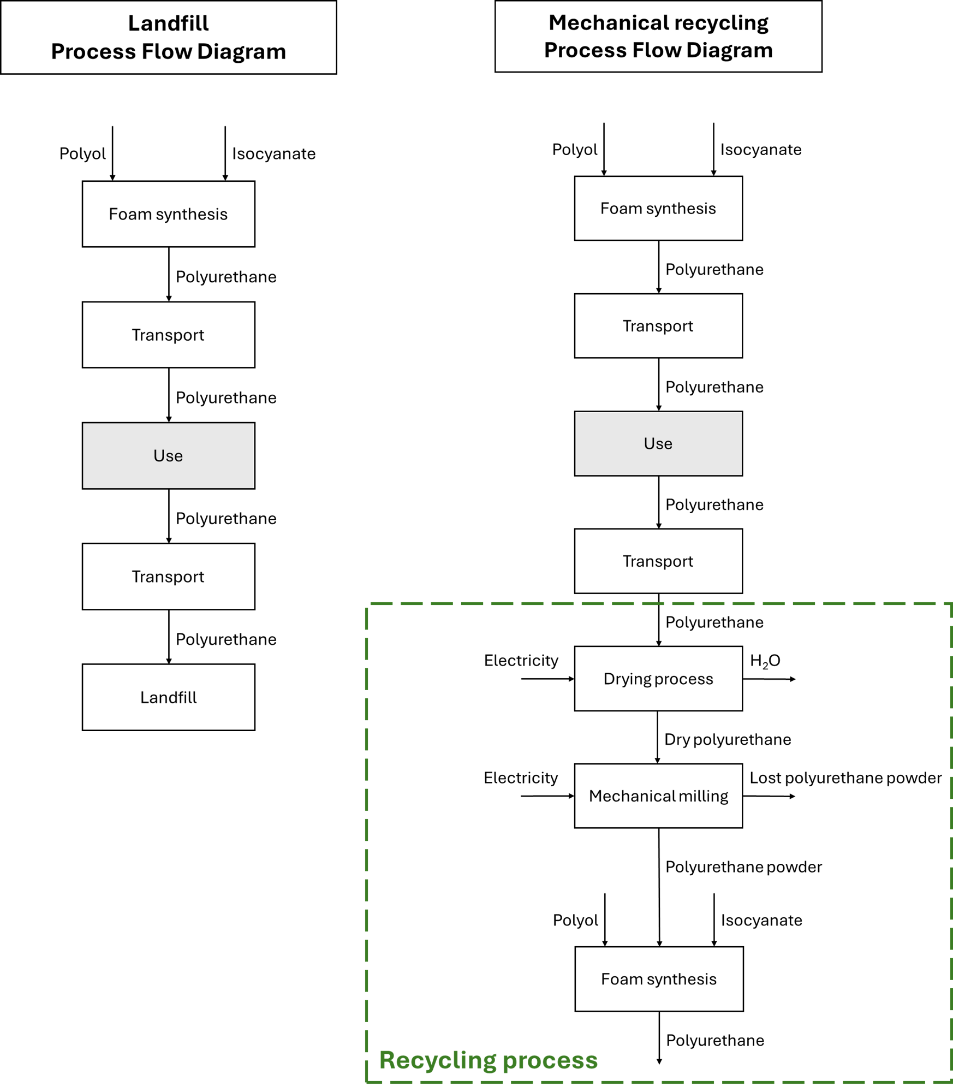 Landfill
Process Flow Diagram
Polyol
Isocyanate
Foam synthesis
Polyurethane
Transport
Polyurethane
Use
Polyurethane
Transport
Polyurethane
Landfill
Mechanical recycling
Process Flow Diagram
Polyol
Isocyanate
Foam synthesis
Polyurethane
Transport
Polyurethane
Use
Polyurethane
Transport
Polyurethane
Electricity
H₂O
Drying process
Dry polyurethane
Electricity
Lost polyurethane powder
Mechanical milling
Polyurethane powder
Polyol
Isocyanate
Foam synthesis
Polyurethane
Recycling process